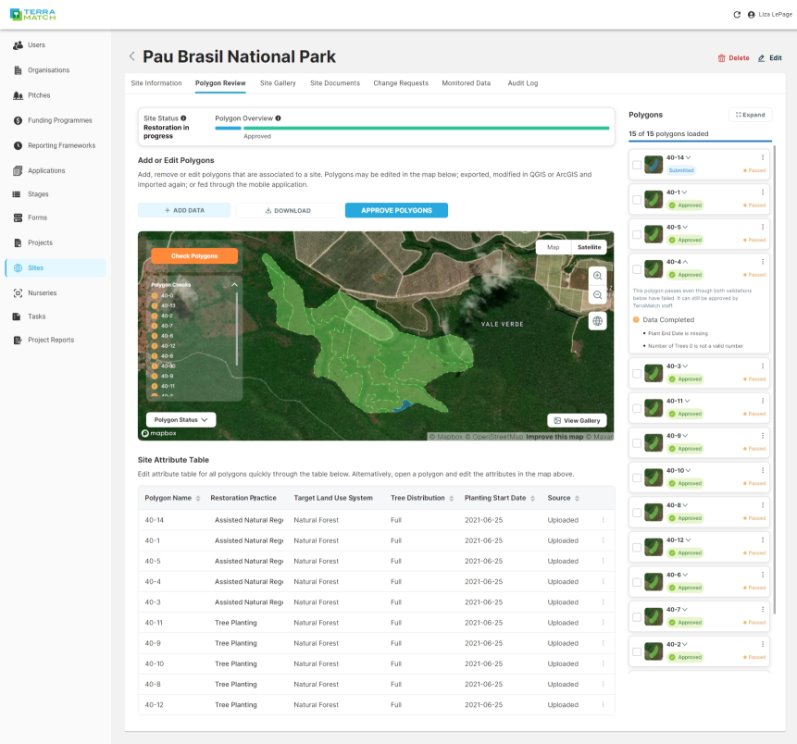 TERRA
MATCH
Liza LePage
Users
Organisations
Pitches
Funding Programmes
Reporting Frameworks
Applications
Stages
Forms
Projects
Sites
Nurseries
Tasks
Project Reports
Pau Brasil National Park
Delete Edit
Site Information Polygon Review Site Gallery Site Documents Change Requests Monitored Data Audit Log
Site Status Polygon Overview
Restoration in
progress
Approved
Add or Edit Polygons
Add, remove or edit polygons that are associated to a site. Polygons may be edited in the map below; exported, modified in QGIS or ArcGIS and
imported again; or fed through the mobile application.
+ ADD DATA DOWNLOAD APPROVE POLYGONS
Check Polygons
Map Satellite
Polygon Checks
40-0
40-13
40-2
40-7
40-6
40-12
40-8
40-10
40-9
40-11
VALE VERDE
Polygon Status
View Gallery
mapbox
© Mapbox © OpenStreetMap Improve this map © Maxar
Site Attribute Table
Edit attribute table for all polygons quickly through the table below. Alternatively, open a polygon and edit the attributes in the map above.
Polygon Name Restoration Practice Target Land Use System Tree Distribution Planting Start Date Source
40-14 Assisted Natural Rege Natural Forest Full 2021-06-25 Uploaded
40-1 Assisted Natural Rege Natural Forest Full 2021-06-25 Uploaded
40-5 Assisted Natural Rege Natural Forest Full 2021-06-25 Uploaded
40-4 Assisted Natural Rege Natural Forest Full 2021-06-25 Uploaded
40-3 Assisted Natural Rege Natural Forest Full 2021-06-25 Uploaded
40-11 Tree Planting Natural Forest Full 2021-06-25 Uploaded
40-9 Tree Planting Natural Forest Full 2021-06-25 Uploaded
40-10 Tree Planting Natural Forest Full 2021-06-25 Uploaded
40-8 Tree Planting Natural Forest Full 2021-06-25 Uploaded
40-12 Tree Planting Natural Forest Full 2021-06-25 Uploaded
Polygons
Expand
15 of 15 polygons loaded
40-14
Submitted Passed
40-1
Approved Passed
40-5
Approved Passed
40-4
Approved Passed
This polygon passes even though both validations
below have failed. It can still be approved by
TerraMatch staff.
Data Completed
• Plant End Date is missing
• Number of Trees 0 is not a valid number
40-3
Approved Passed
40-11
Approved Passed
40-9
Approved Passed
40-10
Approved Passed
40-8
Approved Passed
40-12
Approved Passed
40-6
Approved Passed
40-7
Approved Passed
40-2
Approved Passed